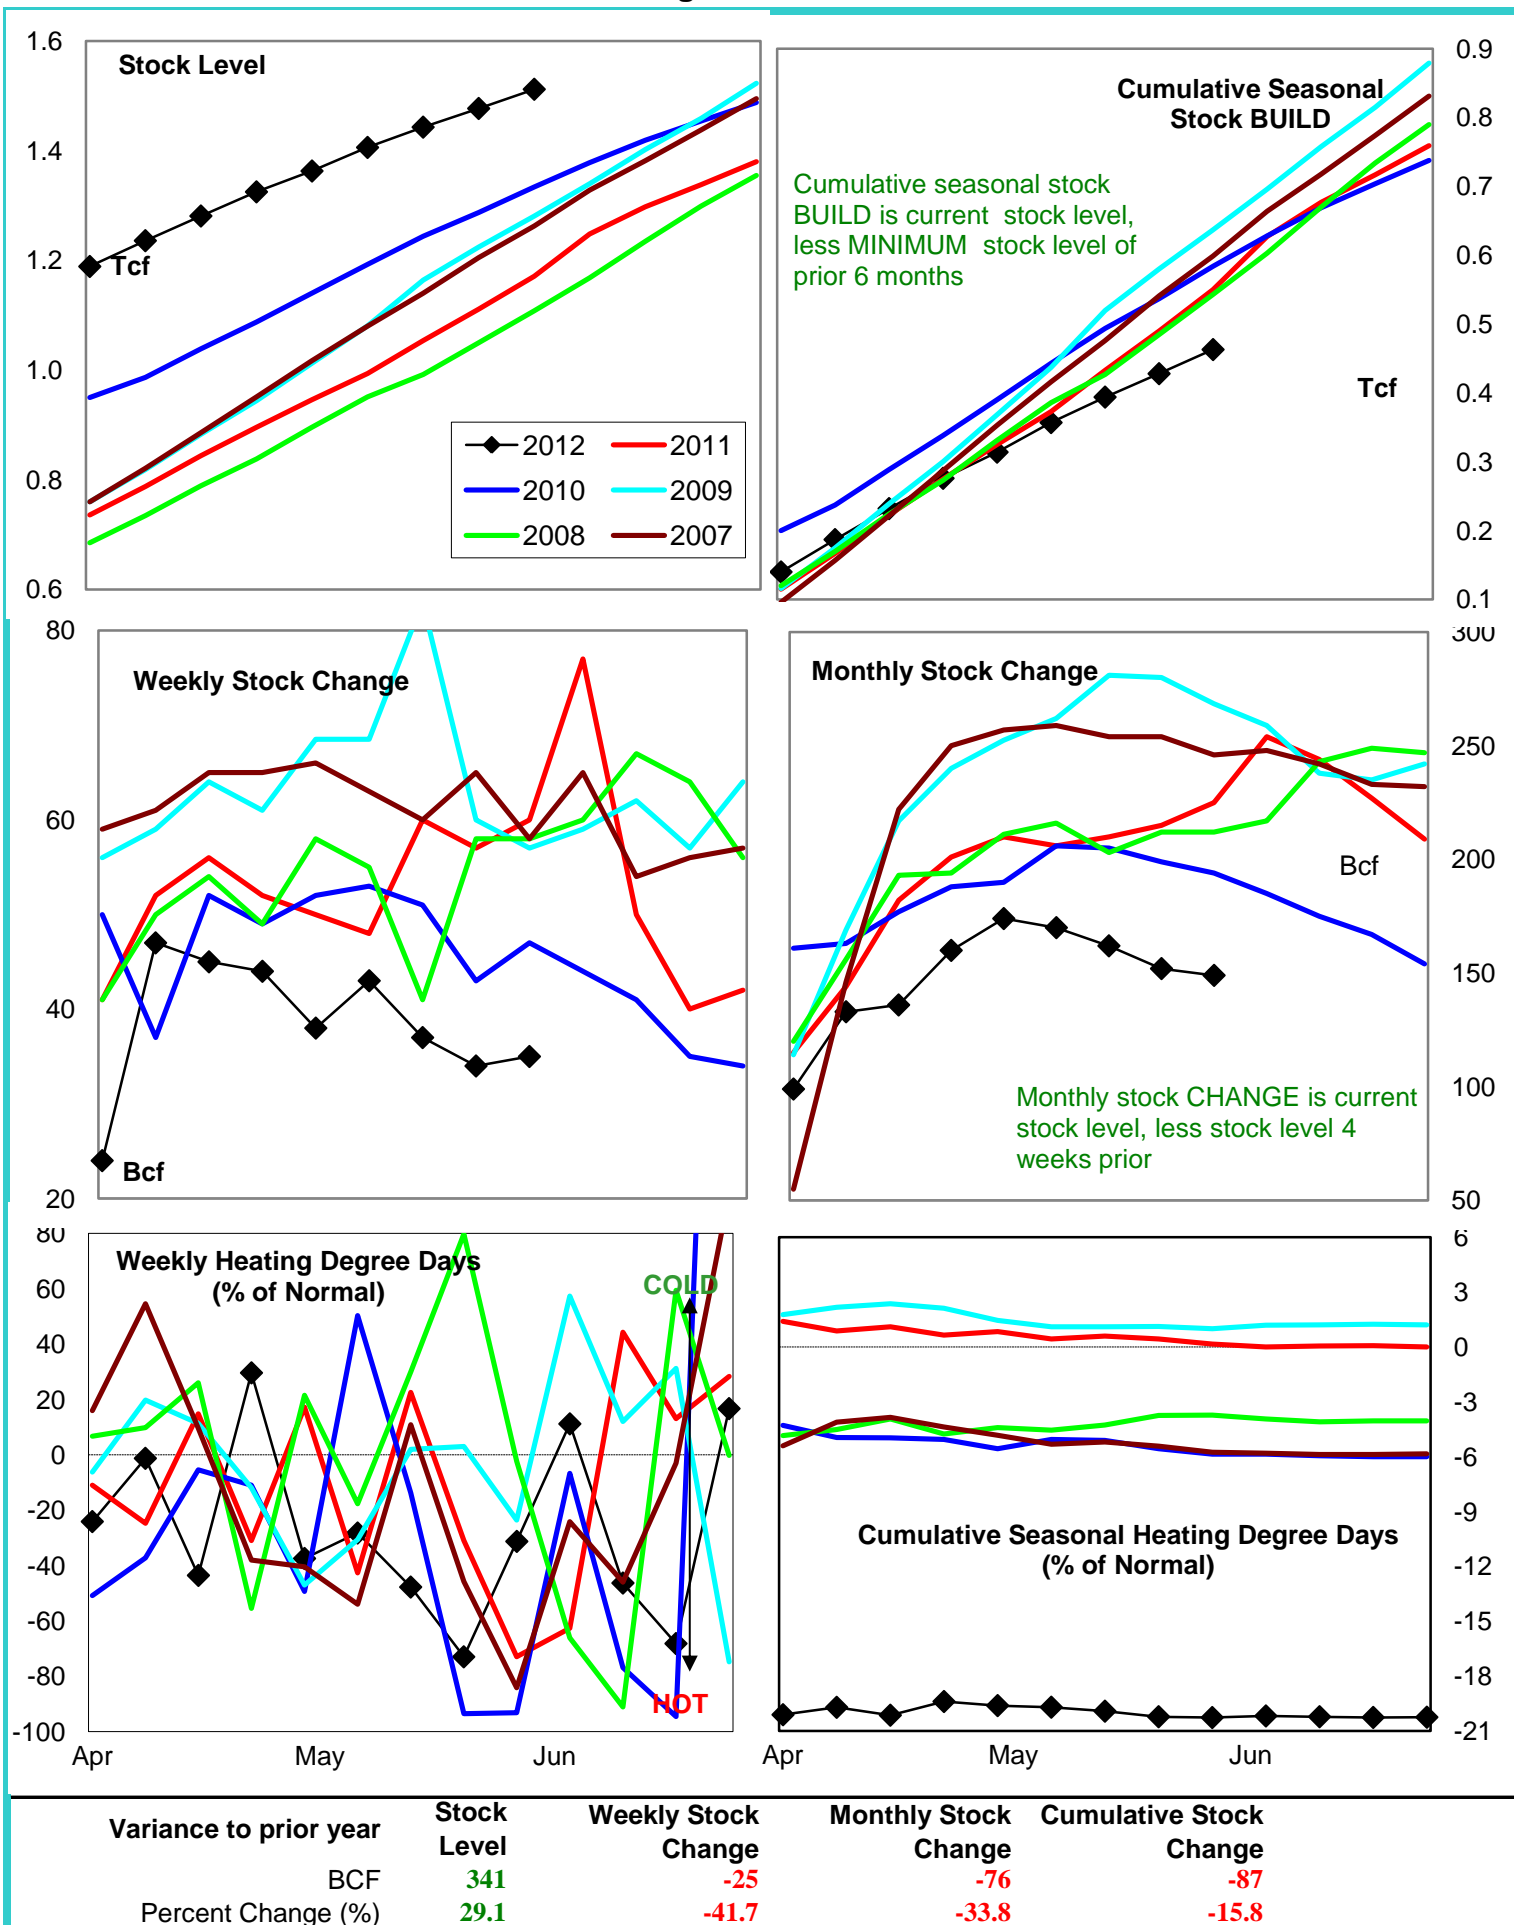 1.6
1.4
1.2
1.0
0.8
0.6
Stock Level
Tcf
2012
2011
2010
2009
2008
2007
Cumulative Seasonal
Stock BUILD
Cumulative seasonal stock
BUILD is current stock level,
less MINIMUM stock level of
prior 6 months
Tcf
0.9
0.8
0.7
0.6
0.5
0.4
0.3
0.2
0.1
80
60
40
20
Weekly Stock Change
Bcf
Monthly Stock Change
Bcf
Monthly stock CHANGE is current
stock level, less stock level 4
weeks prior
300
250
200
150
100
50
80
60
40
20
0
-20
-40
-60
-80
-100
Weekly Heating Degree Days
(% of Normal)
COLD
HOT
Apr
May
Jun
6
3
0
-3
-6
-9
-12
-15
-18
-21
Cumulative Seasonal Heating Degree Days
(% of Normal)
Apr
May
Jun
Variance to prior year
Stock
Level
Weekly Stock
Change
Monthly Stock
Change
Cumulative Stock
Change
BCF 341 -25 -76 -87
Percent Change (%) 29.1 -41.7 -33.8 -15.8